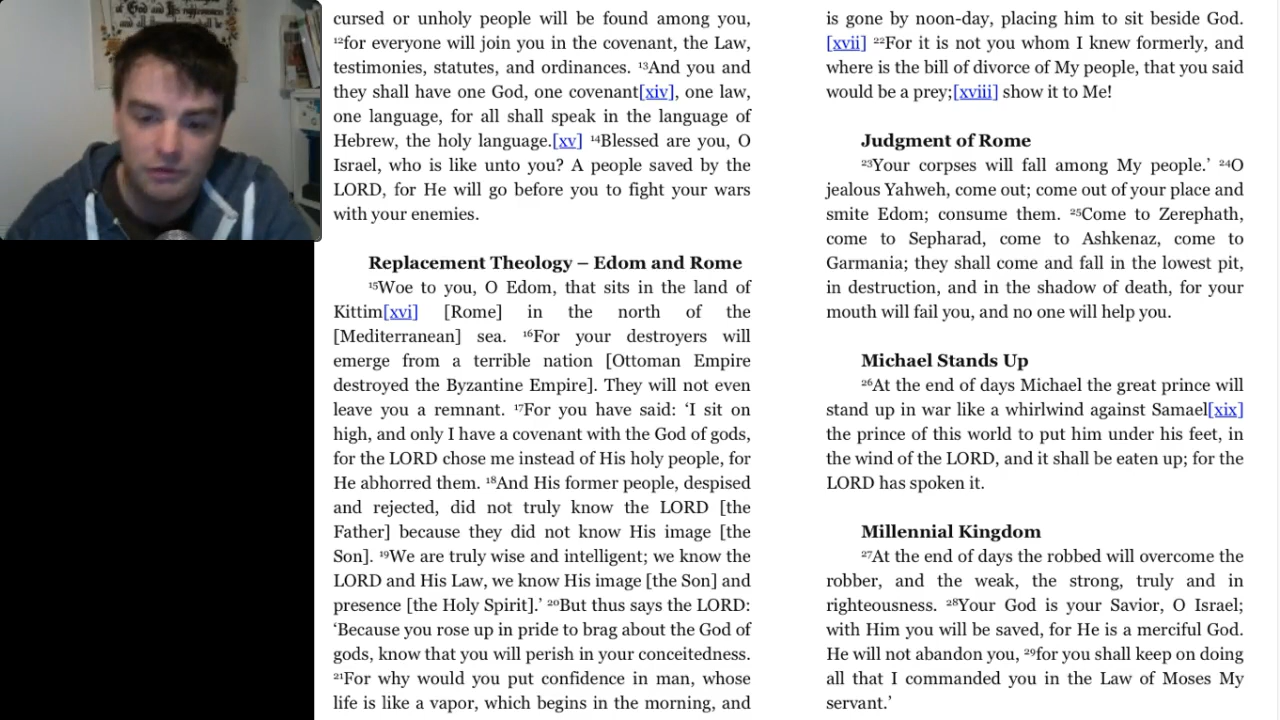 cursed or unholy people will be found among you,
¹²for everyone will join you in the covenant, the Law,
testimonies, statutes, and ordinances. ¹³And you and
they shall have one God, one covenant[xiv], one law,
one language, for all shall speak in the language of
Hebrew, the holy language.[xv] ¹⁴Blessed are you, O
Israel, who is like unto you? A people saved by the
LORD, for He will go before you to fight your wars
with your enemies.
Replacement Theology – Edom and Rome
¹⁵Woe to you, O Edom, that sits in the land of
Kittim[xvi] [Rome] in the north of the
[Mediterranean] sea. ¹⁶For your destroyers will
emerge from a terrible nation [Ottoman Empire
destroyed the Byzantine Empire]. They will not even
leave you a remnant. ¹⁷For you have said: ‘I sit on
high, and only I have a covenant with the God of gods,
for the LORD chose me instead of His holy people, for
He abhorred them. ¹⁸And His former people, despised
and rejected, did not truly know the LORD [the
Father] because they did not know His image [the
Son]. ¹⁹We are truly wise and intelligent; we know the
LORD and His Law, we know His image [the Son] and
presence [the Holy Spirit].’ ²⁰But thus says the LORD:
‘Because you rose up in pride to brag about the God of
gods, know that you will perish in your conceitedness.
²¹For why would you put confidence in man, whose
life is like a vapor, which begins in the morning, and
is gone by noon-day, placing him to sit beside God.
[xvii] ²²For it is not you whom I knew formerly, and
where is the bill of divorce of My people, that you said
would be a prey;[xviii] show it to Me!
Judgment of Rome
²³Your corpses will fall among My people.’ ²⁴O
jealous Yahweh, come out; come out of your place and
smite Edom; consume them. ²⁵Come to Zerephath,
come to Sepharad, come to Ashkenaz, come to
Garmania; they shall come and fall in the lowest pit,
in destruction, and in the shadow of death, for your
mouth will fail you, and no one will help you.
Michael Stands Up
²⁶At the end of days Michael the great prince will
stand up in war like a whirlwind against Samael[xix]
the prince of this world to put him under his feet, in
the wind of the LORD, and it shall be eaten up; for the
LORD has spoken it.
Millennial Kingdom
²⁷At the end of days the robbed will overcome the
robber, and the weak, the strong, truly and in
righteousness. ²⁸Your God is your Savior, O Israel;
with Him you will be saved, for He is a merciful God.
He will not abandon you, ²⁹for you shall keep on doing
all that I commanded you in the Law of Moses My
servant.’